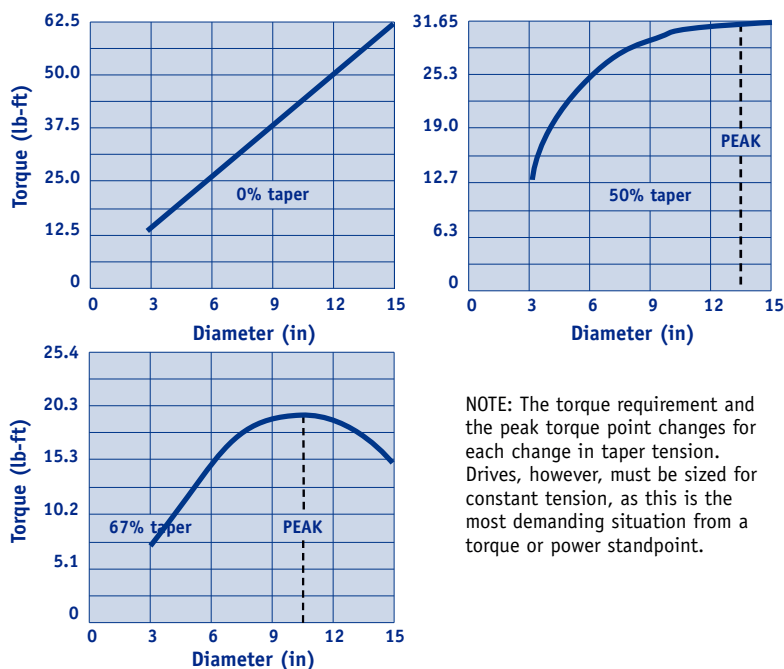 62.5
50.0
37.5
25.0
12.5
0
Torque (lb-ft)
0% taper
0 3 6 9 12 15
Diameter (in)
31.65
25.3
19.0
12.7
6.3
0
PEAK
50% taper
0 3 6 9 12 15
Diameter (in)
25.4
20.3
15.3
10.2
5.1
0
Torque (lb-ft)
67% taper
PEAK
0 3 6 9 12 15
Diameter (in)
NOTE: The torque requirement and
the peak torque point changes for
each change in taper tension.
Drives, however, must be sized for
constant tension, as this is the
most demanding situation from a
torque or power standpoint.